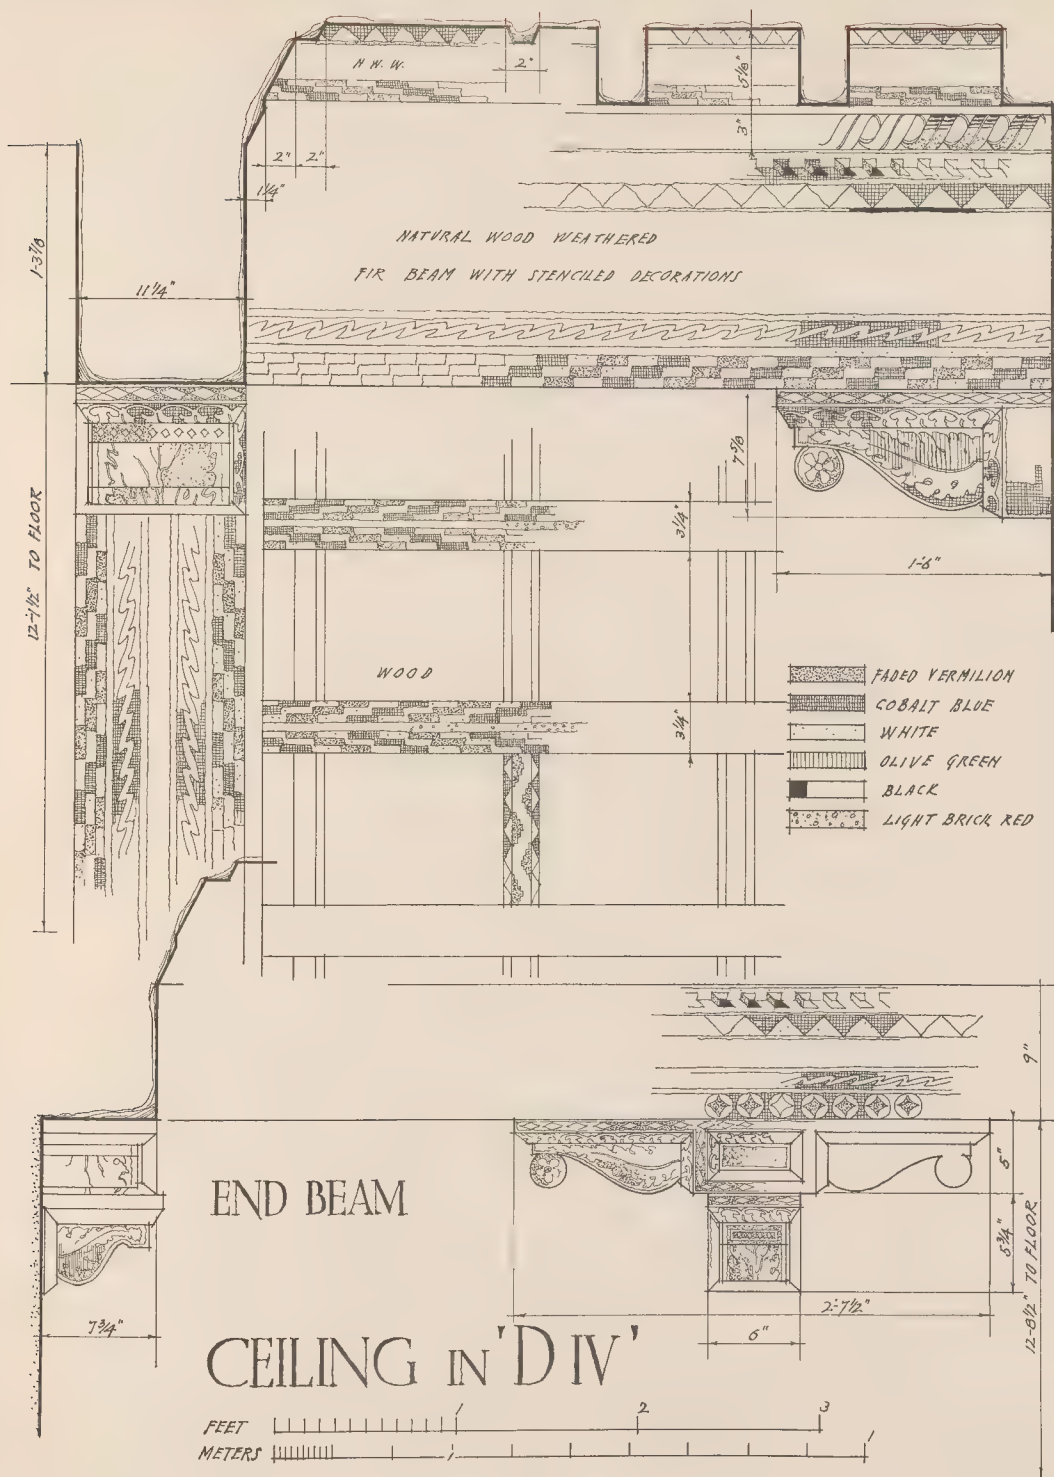 N.W.W.
2"
5⅛"
3"
2" 2"
1¼"
1-3⅞
11¼"
NATURAL WOOD WEATHERED
FIR BEAM WITH STENCILED DECORATIONS
7⅝
3¼"
1'-6"
12'-1½" TO FLOOR
WOOD
3¼"
FADED VERMILION
COBALT BLUE
WHITE
OLIVE GREEN
BLACK
LIGHT BRICK RED
9"
5"
5¾"
12'-8½" TO FLOOR
END BEAM
7¾"
2'-7½"
6"
CEILING IN 'D IV'
FEET 1 2 3
METERS 1